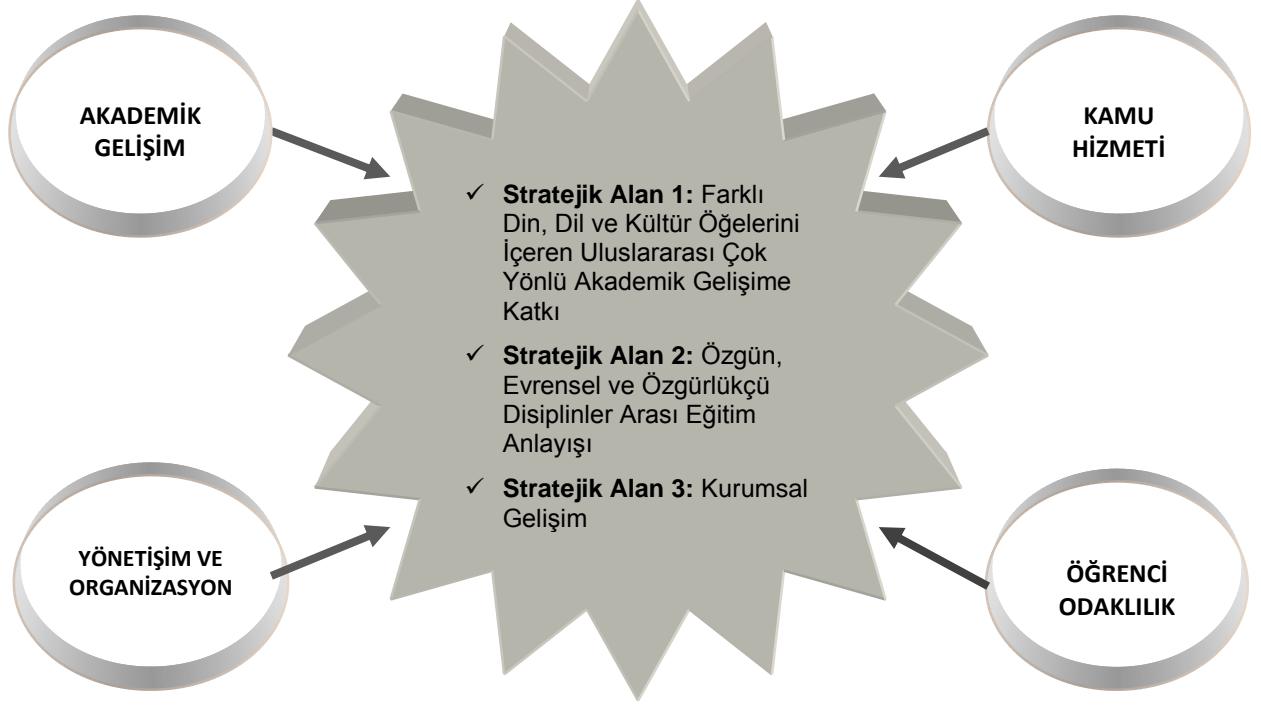 AKADEMİK
GELİŞİM
KAMU
HİZMETİ
✓ Stratejik Alan 1: Farklı
Din, Dil ve Kültür Öğelerini
İçeren Uluslararası Çok
Yönlü Akademik Gelişime
Katkı
✓ Stratejik Alan 2: Özgün,
Evrensel ve Özgürlükçü
Disiplinler Arası Eğitim
Anlayışı
✓ Stratejik Alan 3: Kurumsal
Gelişim
YÖNETİŞİM VE
ORGANİZASYON
ÖĞRENCİ
ODAKLILIK